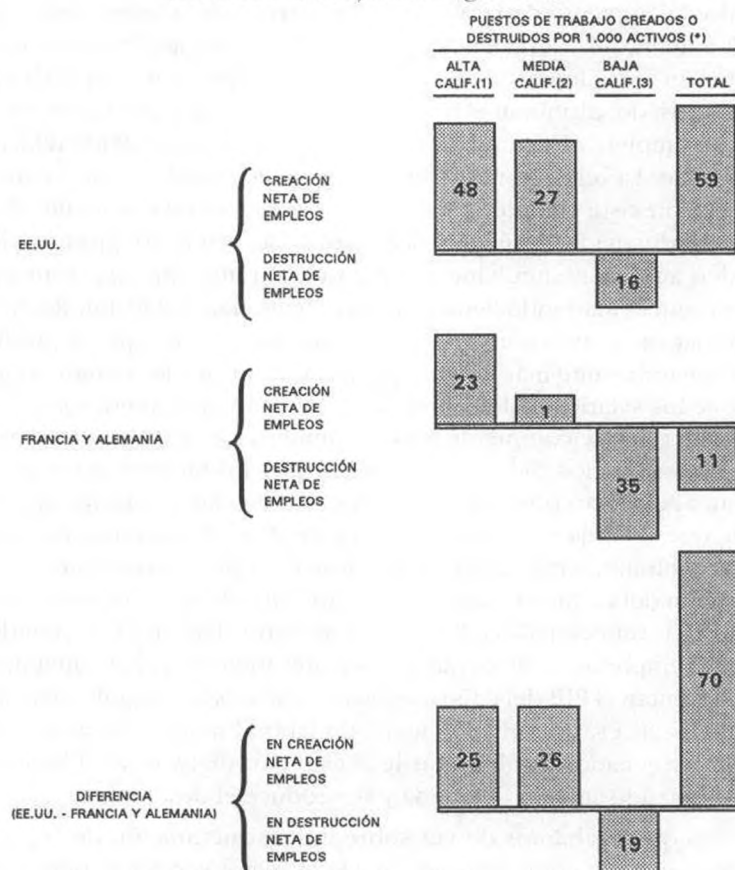 PUESTOS DE TRABAJO CREADOS O
DESTRUIDOS POR 1.000 ACTIVOS (*)
ALTA
CALIF.(1)
MEDIA
CALIF.(2)
BAJA
CALIF.(3)
TOTAL
EE.UU.
CREACIÓN
NETA DE
EMPLEOS
DESTRUCCIÓN
NETA DE
EMPLEOS
48
27
16
59
FRANCIA Y ALEMANIA
CREACIÓN
NETA DE
EMPLEOS
DESTRUCCIÓN
NETA DE
EMPLEOS
23
1
35
11
DIFERENCIA
(EE.UU. - FRANCIA Y ALEMANIA)
EN CREACIÓN
NETA DE
EMPLEOS
EN DESTRUCCIÓN
NETA DE
EMPLEOS
25
26
19
70